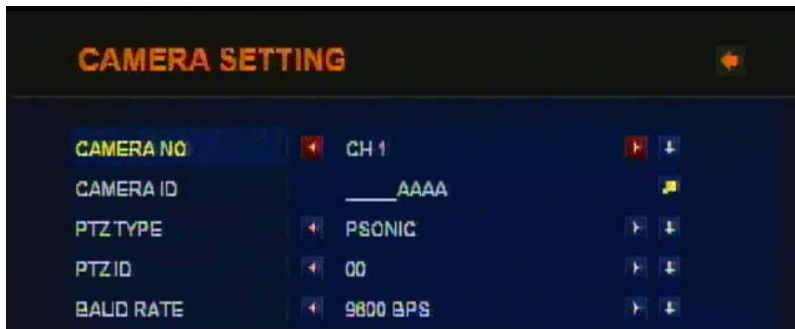 CAMERA SETTING
CAMERA NO CH 1
CAMERA ID ____AAAA
PTZ TYPE PSONIC
PTZ ID 00
BAUD RATE 9600 BPS